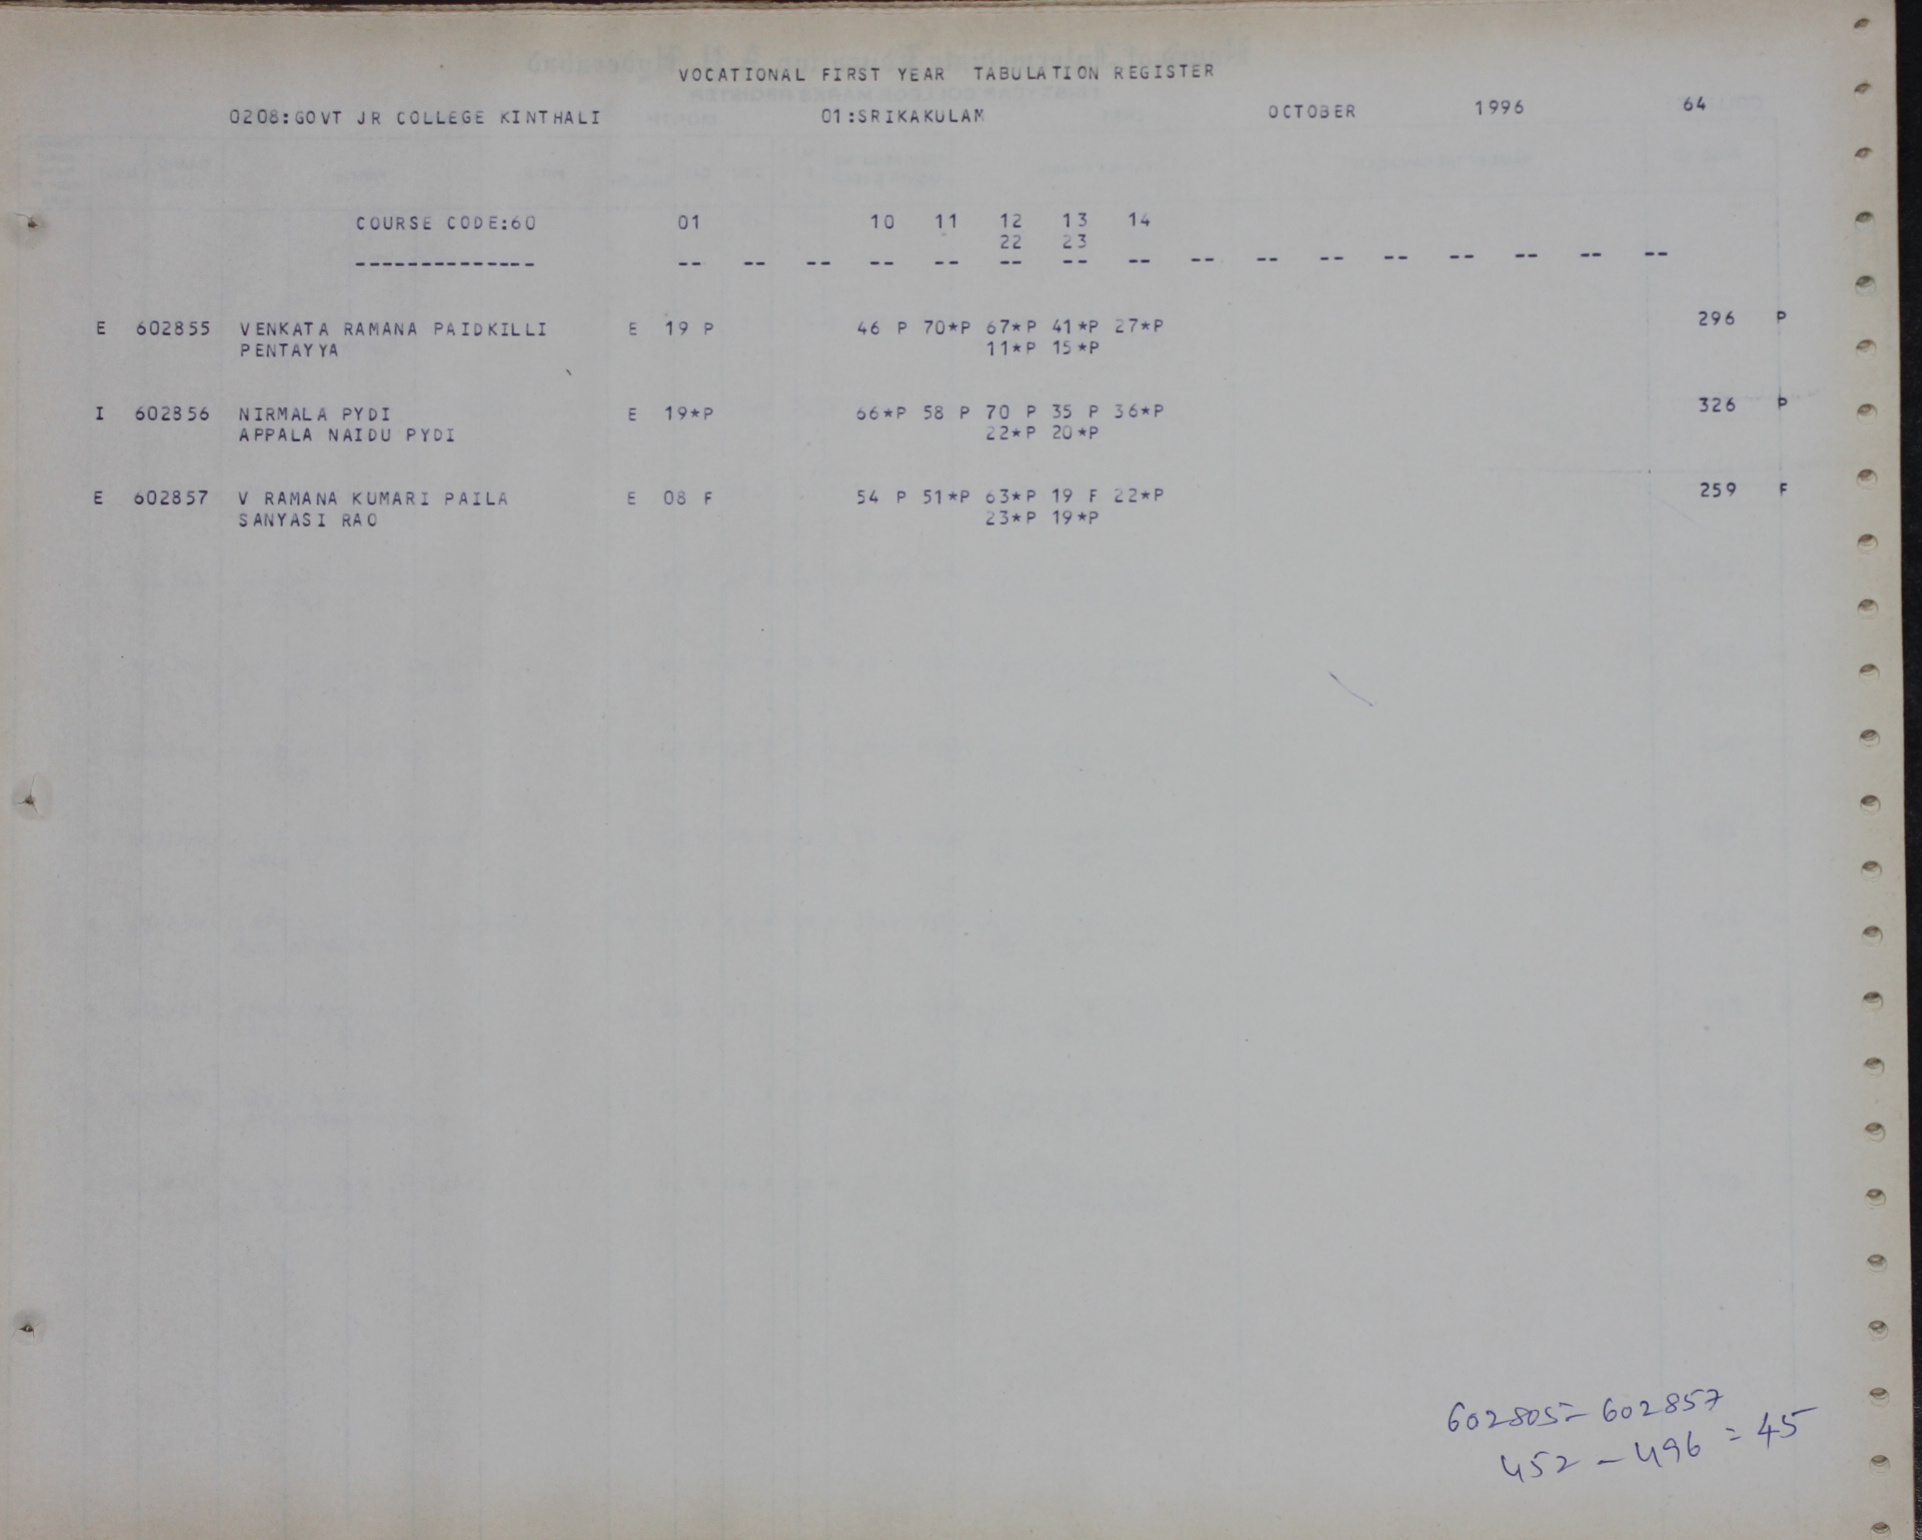 VOCATIONAL FIRST YEAR TABULATION REGISTER
0208:GOVT JR COLLEGE KINTHALI 01:SRIKAKULAM OCTOBER 1996 64
COURSE CODE:60 01 10 11 12 13 14
22 23
-------------- -- -- -- -- -- -- -- -- -- -- -- -- -- -- -- --
E 602855 VENKATA RAMANA PAIDKILLI E 19 P 46 P 70*P 67*P 41*P 27*P 296 P
PENTAYYA 11*P 15*P
I 602856 NIRMALA PYDI E 19*P 66*P 58 P 70 P 35 P 36*P 326 P
APPALA NAIDU PYDI 22*P 20*P
E 602857 V RAMANA KUMARI PAILA E 08 F 54 P 51*P 63*P 19 F 22*P 259 F
SANYASI RAO 23*P 19*P
602805- 602857
452 - 496 = 45